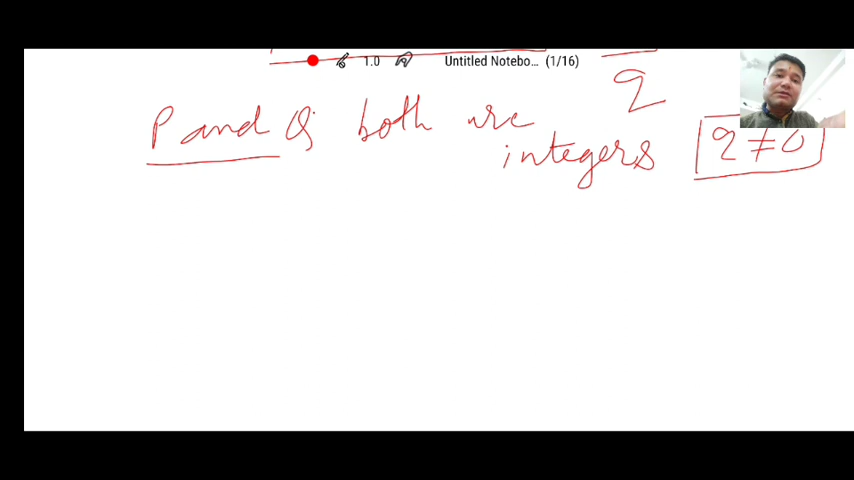 1.0 Untitled Notebo... (1/16)
q
P and Q both are
integers q ≠ 0